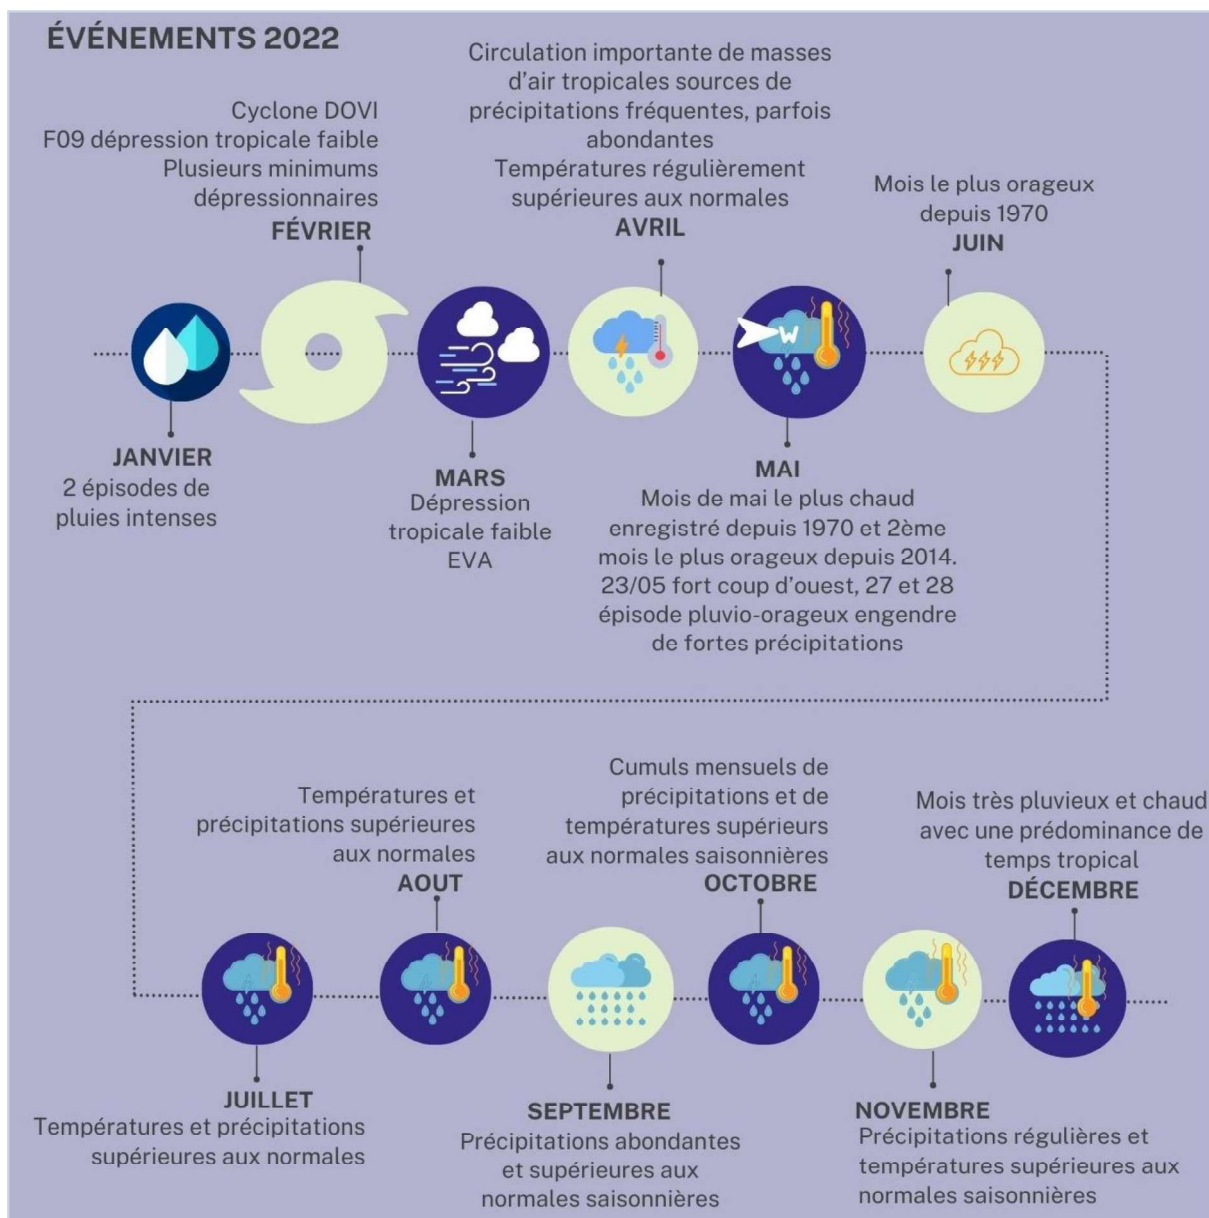 ÉVÉNEMENTS 2022
Cyclone DOVI
F09 dépression tropicale faible
Plusieurs minimums
dépressionnaires
FÉVRIER
Circulation importante de masses
d'air tropicales sources de
précipitations fréquentes, parfois
abondantes
Températures régulièrement
supérieures aux normales
AVRIL
Mois le plus orageux
depuis 1970
JUIN
W
JANVIER
2 épisodes de
pluies intenses
MARS
Dépression
tropicale faible
EVA
MAI
Mois de mai le plus chaud
enregistré depuis 1970 et 2ème
mois le plus orageux depuis 2014.
23/05 fort coup d'ouest, 27 et 28
épisode pluvio-orageux engendre
de fortes précipitations
Températures et
précipitations supérieures
aux normales
AOUT
Cumuls mensuels de
précipitations et de
températures supérieurs
aux normales saisonnières
OCTOBRE
Mois très pluvieux et chaud
avec une prédominance de
temps tropical
DÉCEMBRE
JUILLET
Températures et précipitations
supérieures aux normales
SEPTEMBRE
Précipitations abondantes
et supérieures aux
normales saisonnières
NOVEMBRE
Précipitations régulières et
températures supérieures aux
normales saisonnières